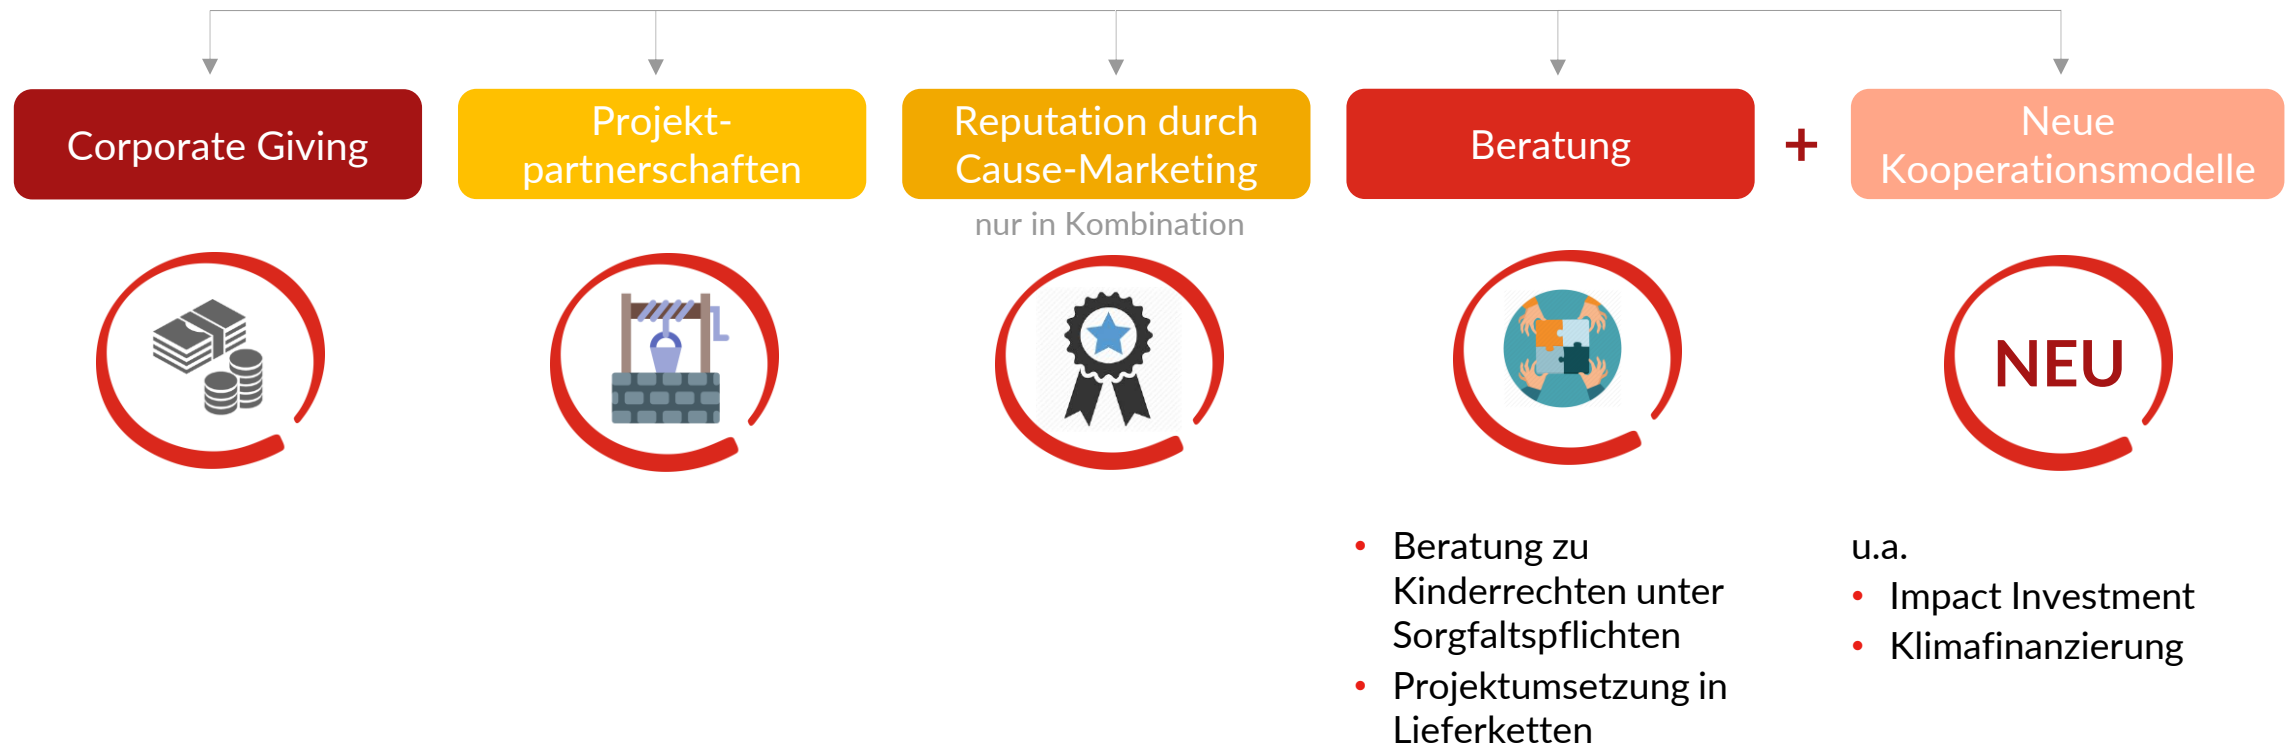 Corporate Giving
Projekt-
partnerschaften
Reputation durch
Cause-Marketing
nur in Kombination
Beratung
+
Neue
Kooperationsmodelle
NEU
• Beratung zu
Kinderrechten unter
Sorgfaltspflichten
• Projektumsetzung in
Lieferketten
u.a.
• Impact Investment
• Klimafinanzierung